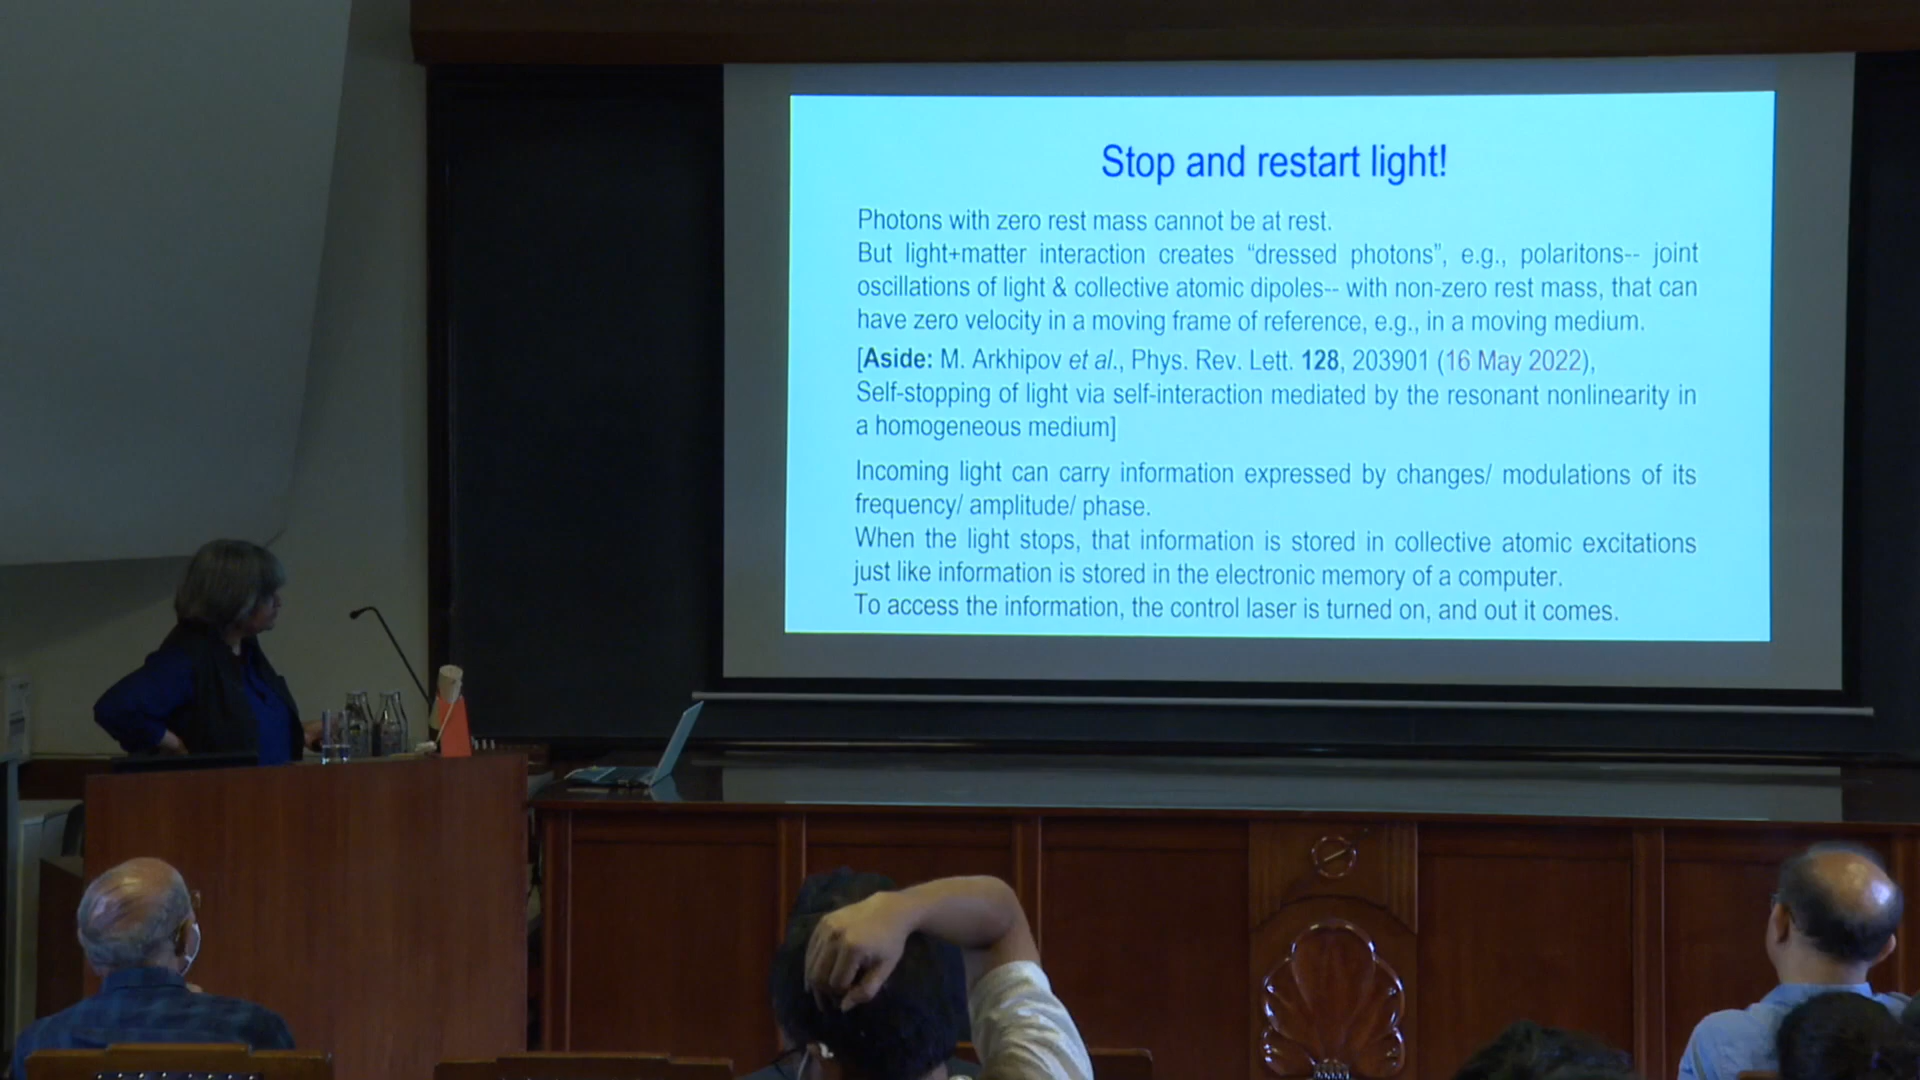 Stop and restart light!
Photons with zero rest mass cannot be at rest.
But light+matter interaction creates “dressed photons”, e.g., polaritons-- joint
oscillations of light & collective atomic dipoles-- with non-zero rest mass, that can
have zero velocity in a moving frame of reference, e.g., in a moving medium.
[Aside: M. Arkhipov et al., Phys. Rev. Lett. 128, 203901 (16 May 2022),
Self-stopping of light via self-interaction mediated by the resonant nonlinearity in
a homogeneous medium]
Incoming light can carry information expressed by changes/ modulations of its
frequency/ amplitude/ phase.
When the light stops, that information is stored in collective atomic excitations
just like information is stored in the electronic memory of a computer.
To access the information, the control laser is turned on, and out it comes.